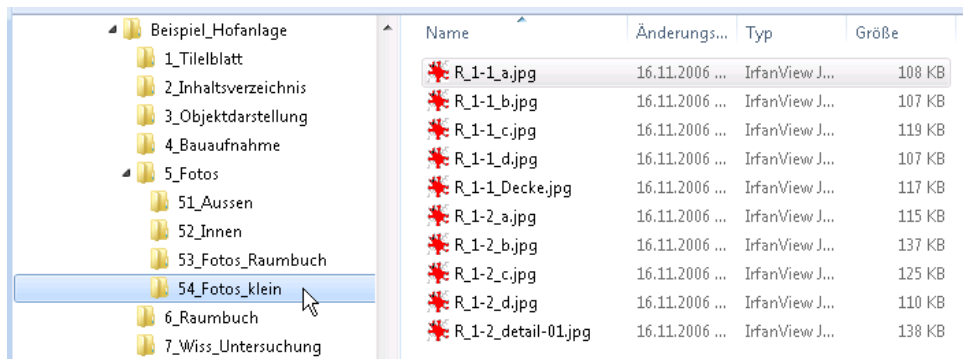 Beispiel_Hofanlage
1_Tilelblatt
2_Inhaltsverzeichnis
3_Objektdarstellung
4_Bauaufnahme
5_Fotos
51_Aussen
52_Innen
53_Fotos_Raumbuch
54_Fotos_klein
6_Raumbuch
7_Wiss_Untersuchung
Name Änderungs... Typ Größe
R_1-1_a.jpg 16.11.2006 ... IrfanView J... 108 KB
R_1-1_b.jpg 16.11.2006 ... IrfanView J... 107 KB
R_1-1_c.jpg 16.11.2006 ... IrfanView J... 119 KB
R_1-1_d.jpg 16.11.2006 ... IrfanView J... 107 KB
R_1-1_Decke.jpg 16.11.2006 ... IrfanView J... 117 KB
R_1-2_a.jpg 16.11.2006 ... IrfanView J... 115 KB
R_1-2_b.jpg 16.11.2006 ... IrfanView J... 137 KB
R_1-2_c.jpg 16.11.2006 ... IrfanView J... 125 KB
R_1-2_d.jpg 16.11.2006 ... IrfanView J... 110 KB
R_1-2_detail-01.jpg 16.11.2006 ... IrfanView J... 138 KB